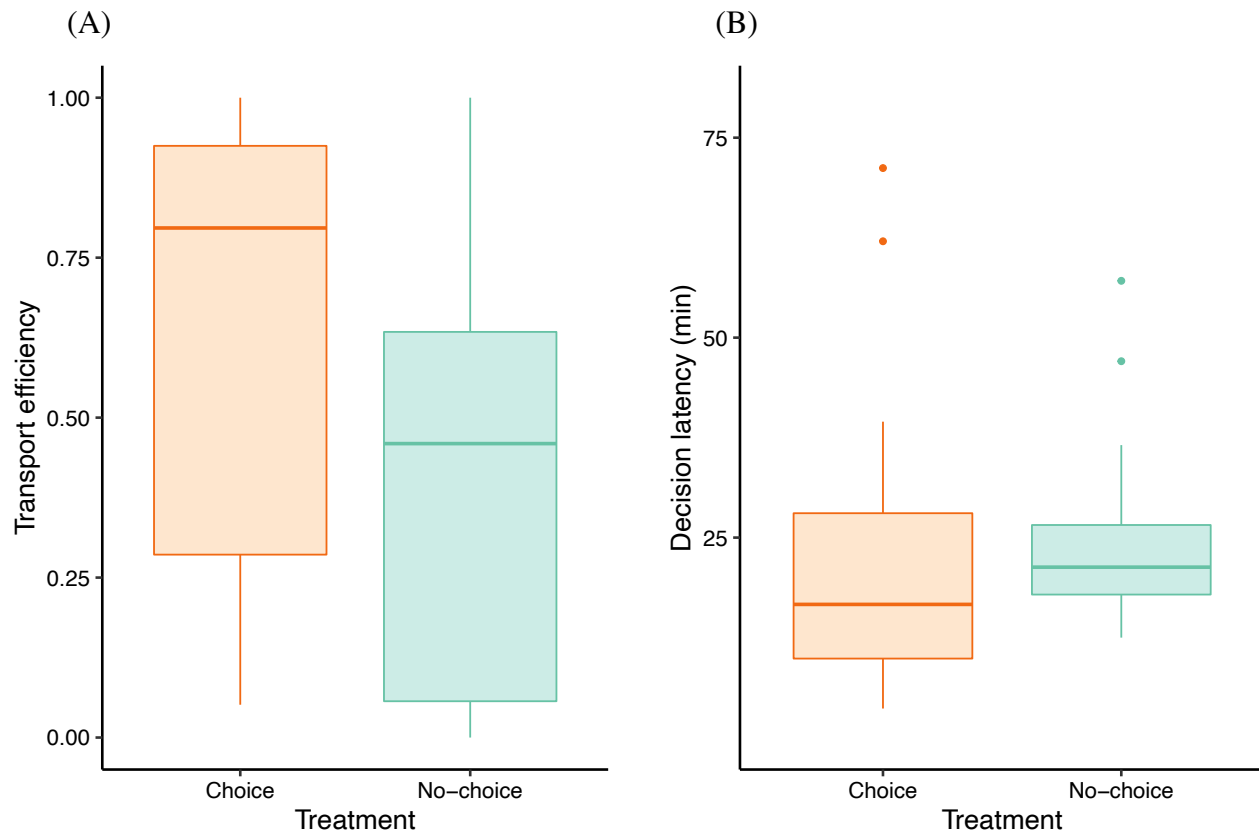 (A)
Transport efficiency
1.00
0.75
0.50
0.25
0.00
Choice
No−choice
Treatment
(B)
Decision latency (min)
75
50
25
Choice
No−choice
Treatment